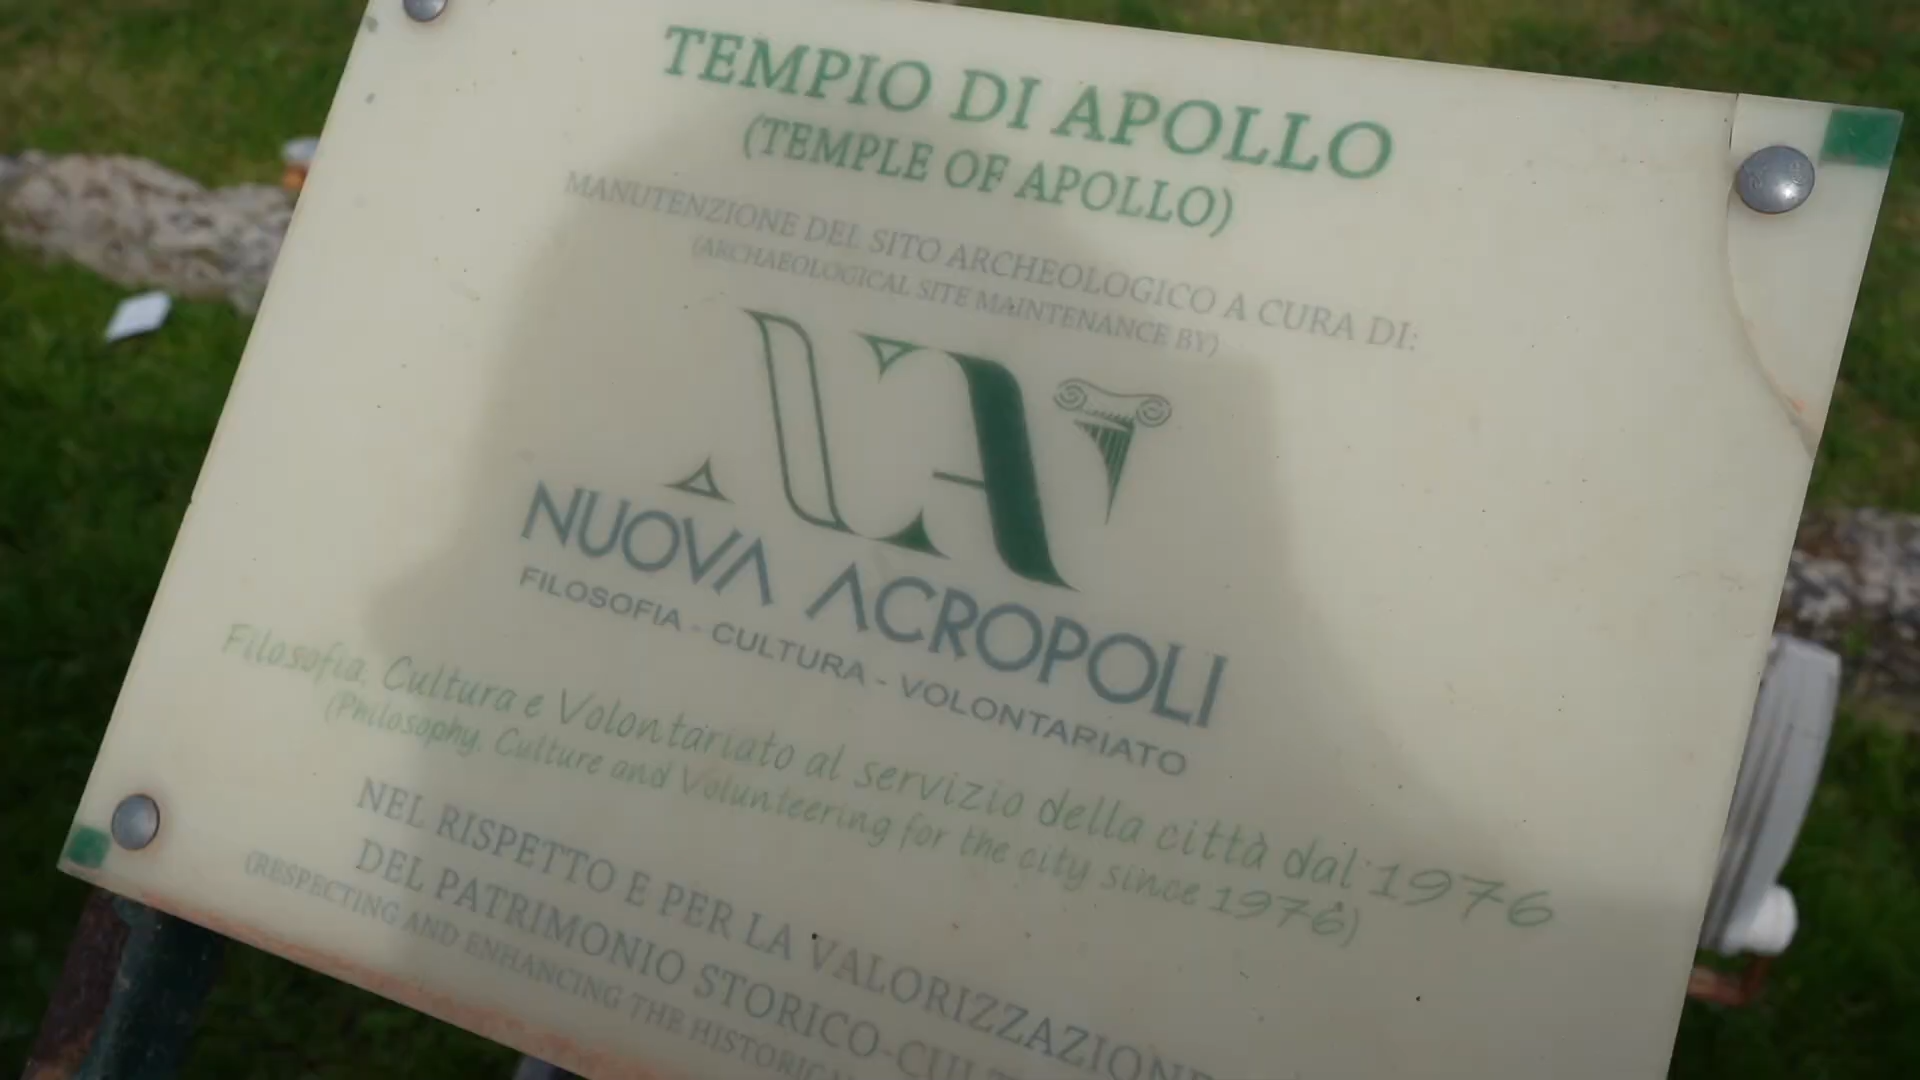 TEMPIO DI APOLLO
(TEMPLE OF APOLLO)
MANUTENZIONE DEL SITO ARCHEOLOGICO A CURA DI:
(ARCHAEOLOGICAL SITE MAINTENANCE BY)
NUOVA ACROPOLI
FILOSOFIA - CULTURA - VOLONTARIATO
Filosofia, Cultura e Volontariato al servizio della città dal 1976
(Philosophy, Culture and Volunteering for the city since 1976)
NEL RISPETTO E PER LA VALORIZZAZIONE
DEL PATRIMONIO STORICO-CULT
(RESPECTING AND ENHANCING THE HISTORICA